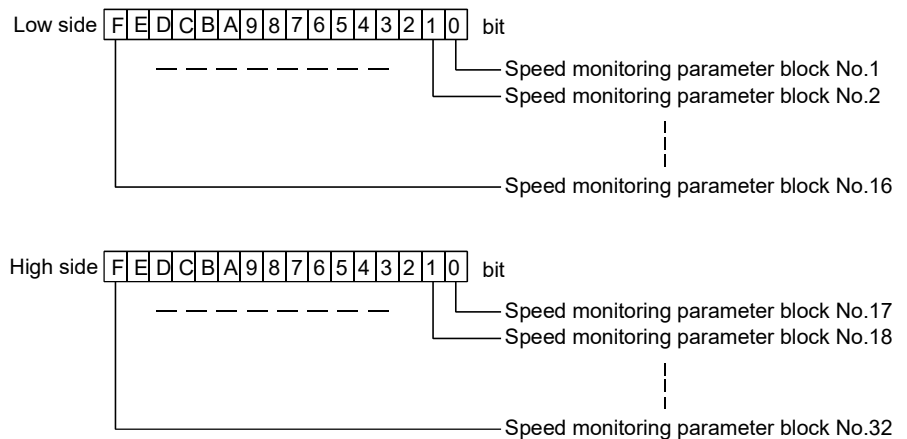 Low side F E D C B A 9 8 7 6 5 4 3 2 1 0 bit
Speed monitoring parameter block No.1
Speed monitoring parameter block No.2
Speed monitoring parameter block No.16
High side F E D C B A 9 8 7 6 5 4 3 2 1 0 bit
Speed monitoring parameter block No.17
Speed monitoring parameter block No.18
Speed monitoring parameter block No.32